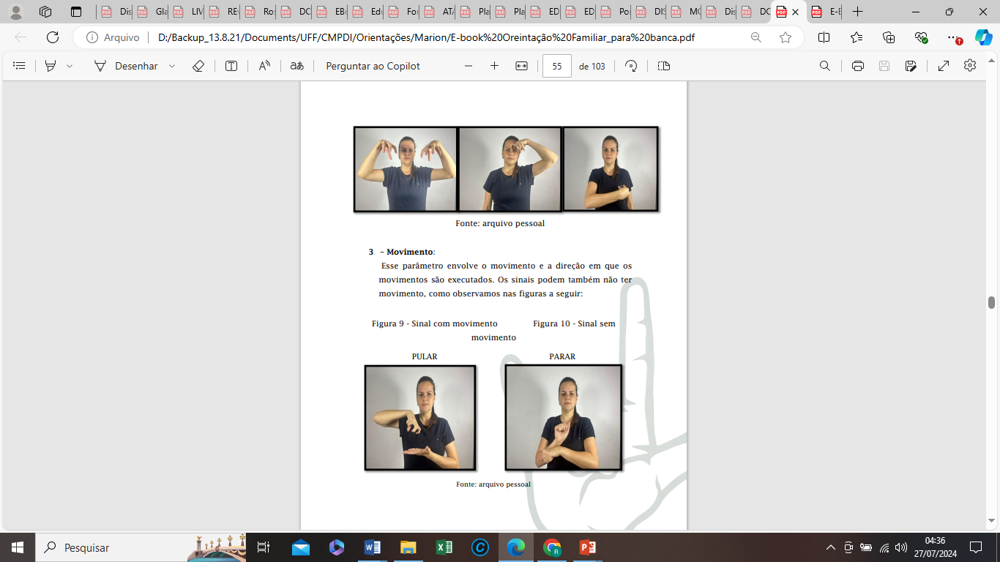 Dis
Gla
LIV
RE
Ro
DC
EB
Edu
For
ATA
Pla
Pla
ED
ED
Po
DIS
MC
Dis
DC
E-E
Arquivo
D:/Backup_13.8.21/Documents/UFF/CMPDI/Orientações/Marion/E-book%20Oreintação%20Familiar_para%20banca.pdf
Desenhar
Perguntar ao Copilot
55
de 103
Fonte: arquivo pessoal
3 – Movimento:
Esse parâmetro envolve o movimento e a direção em que os
movimentos são executados. Os sinais podem também não ter
movimento, como observamos nas figuras a seguir:
Figura 9 - Sinal com movimento Figura 10 - Sinal sem
movimento
PULAR PARAR
Fonte: arquivo pessoal
Pesquisar
04:36
27/07/2024